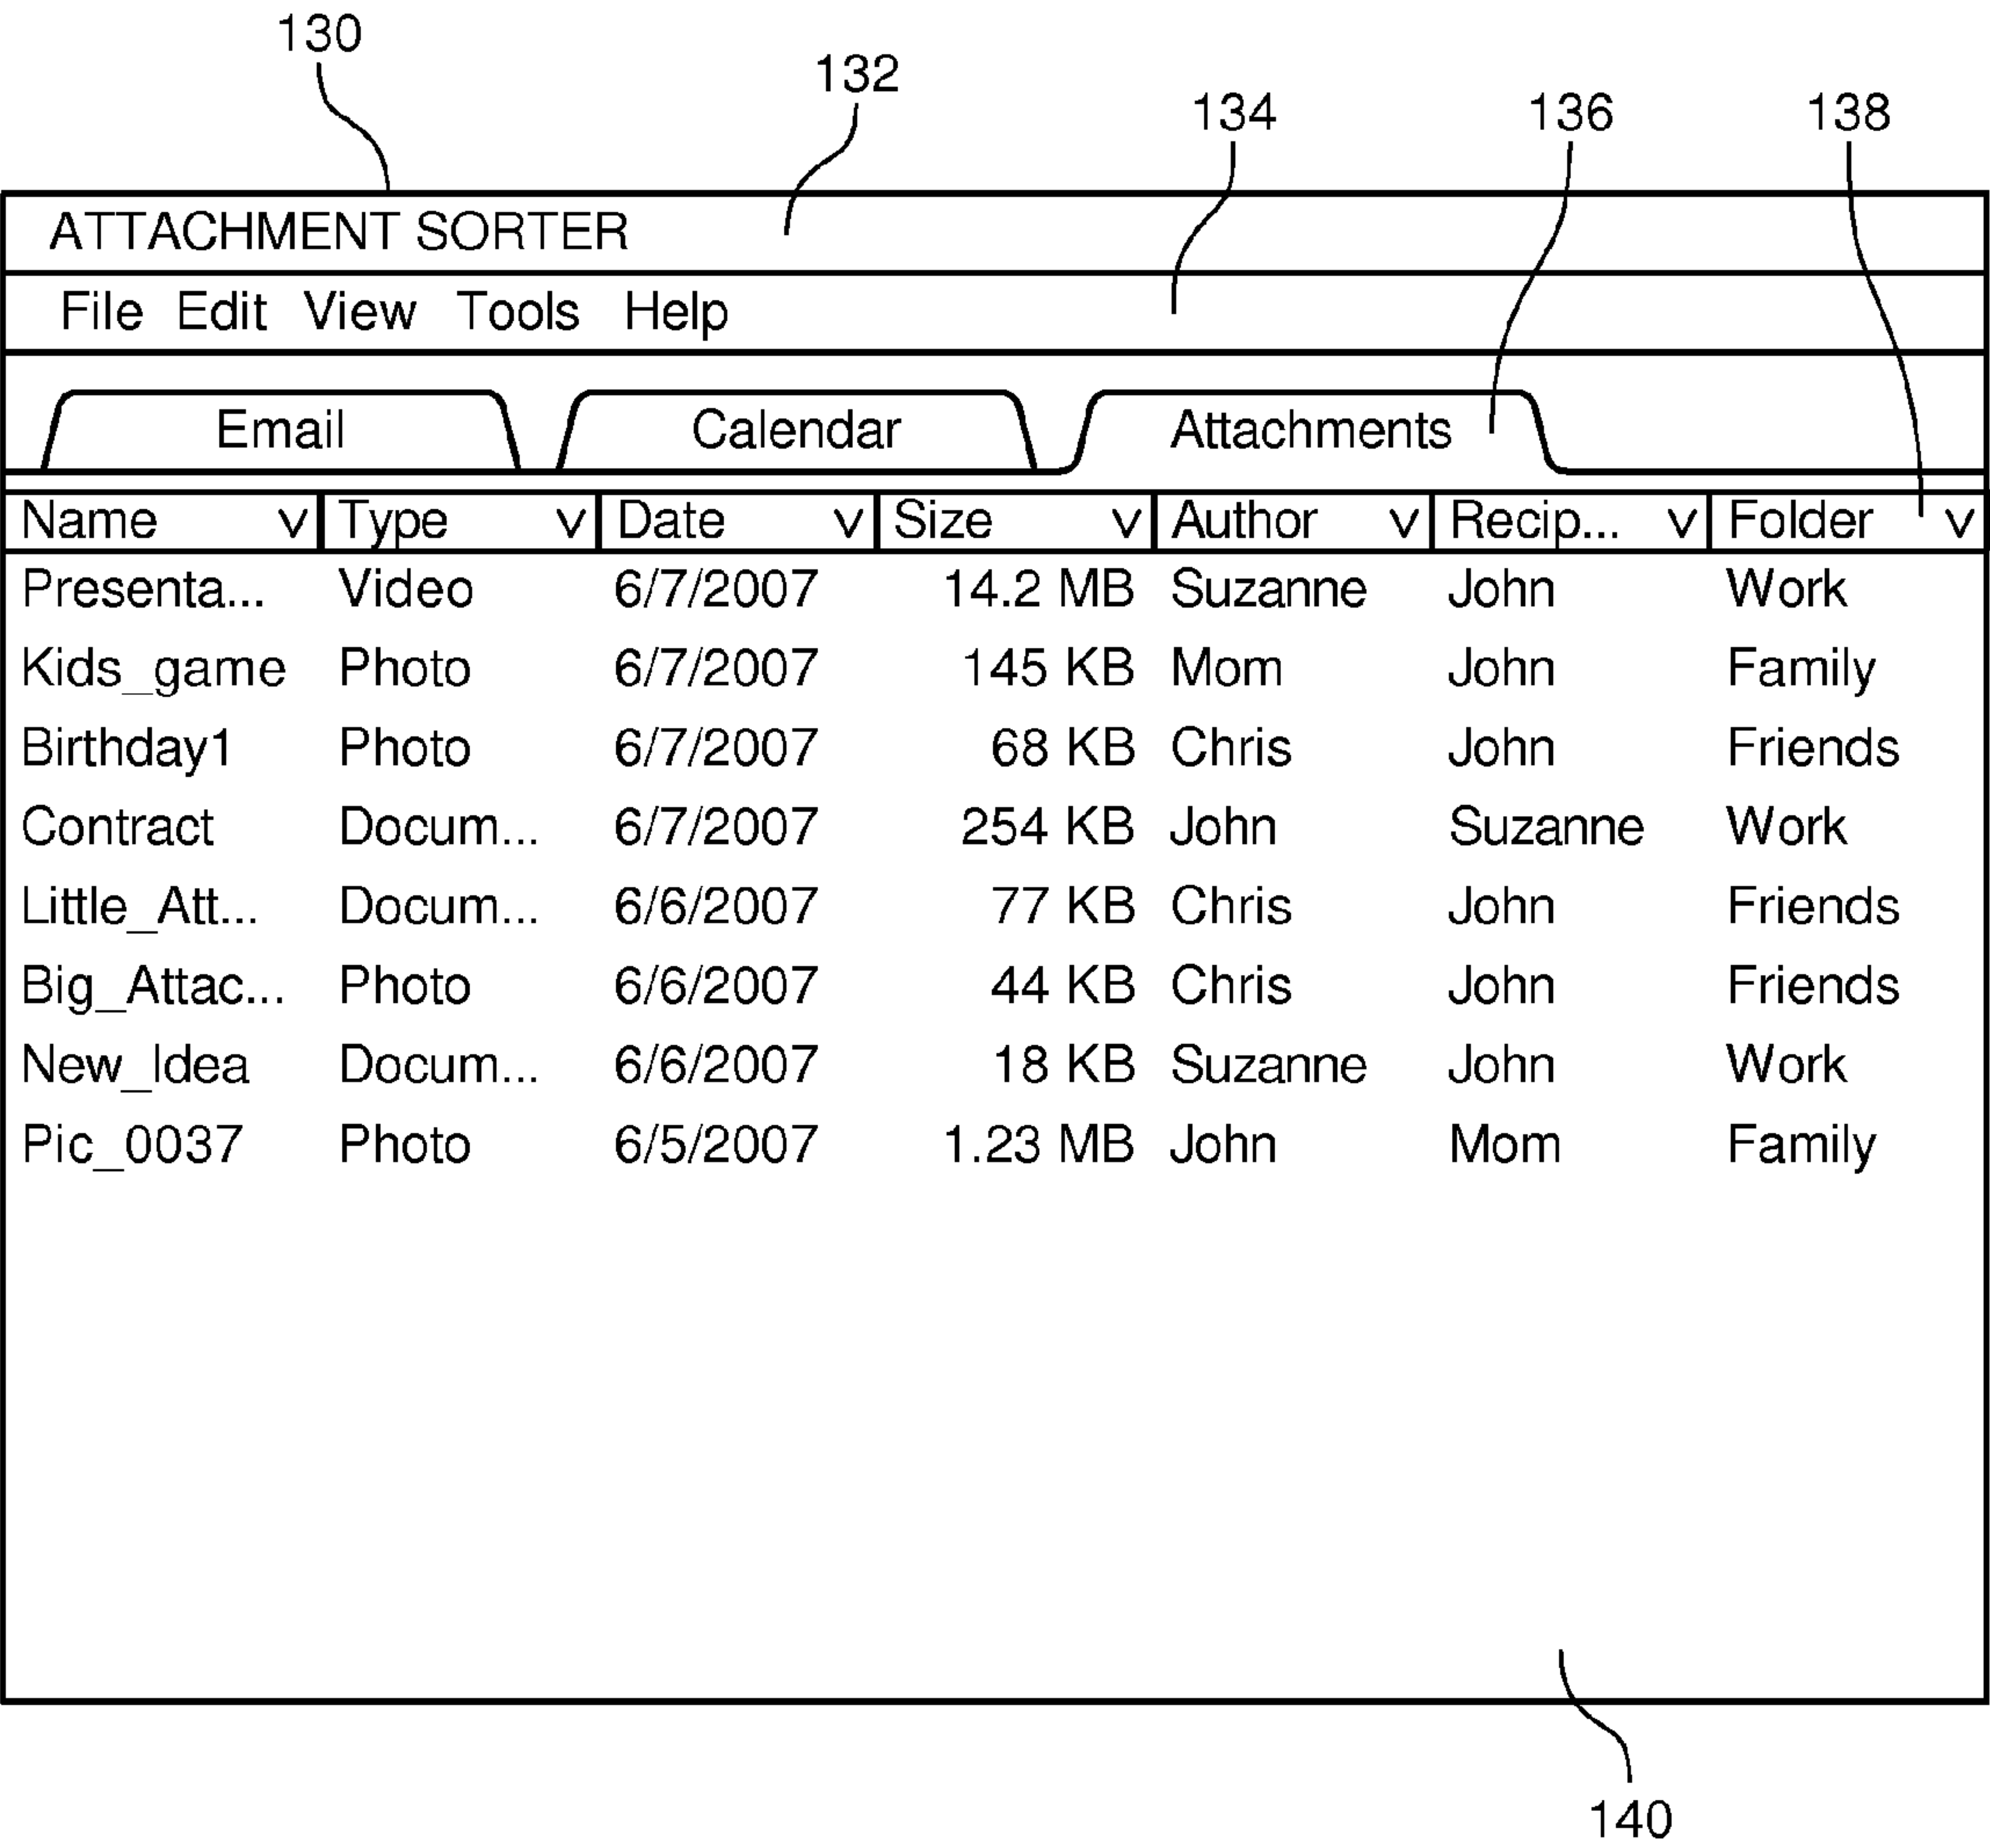 130
132
134 136 138
ATTACHMENT SORTER
File Edit View Tools Help
Email Calendar Attachments
Name v Type v Date v Size v Author v Recip... v Folder v
Presenta... Video 6/7/2007 14.2 MB Suzanne John Work
Kids_game Photo 6/7/2007 145 KB Mom John Family
Birthday1 Photo 6/7/2007 68 KB Chris John Friends
Contract Docum... 6/7/2007 254 KB John Suzanne Work
Little_Att... Docum... 6/6/2007 77 KB Chris John Friends
Big_Attac... Photo 6/6/2007 44 KB Chris John Friends
New_Idea Docum... 6/6/2007 18 KB Suzanne John Work
Pic_0037 Photo 6/5/2007 1.23 MB John Mom Family
140